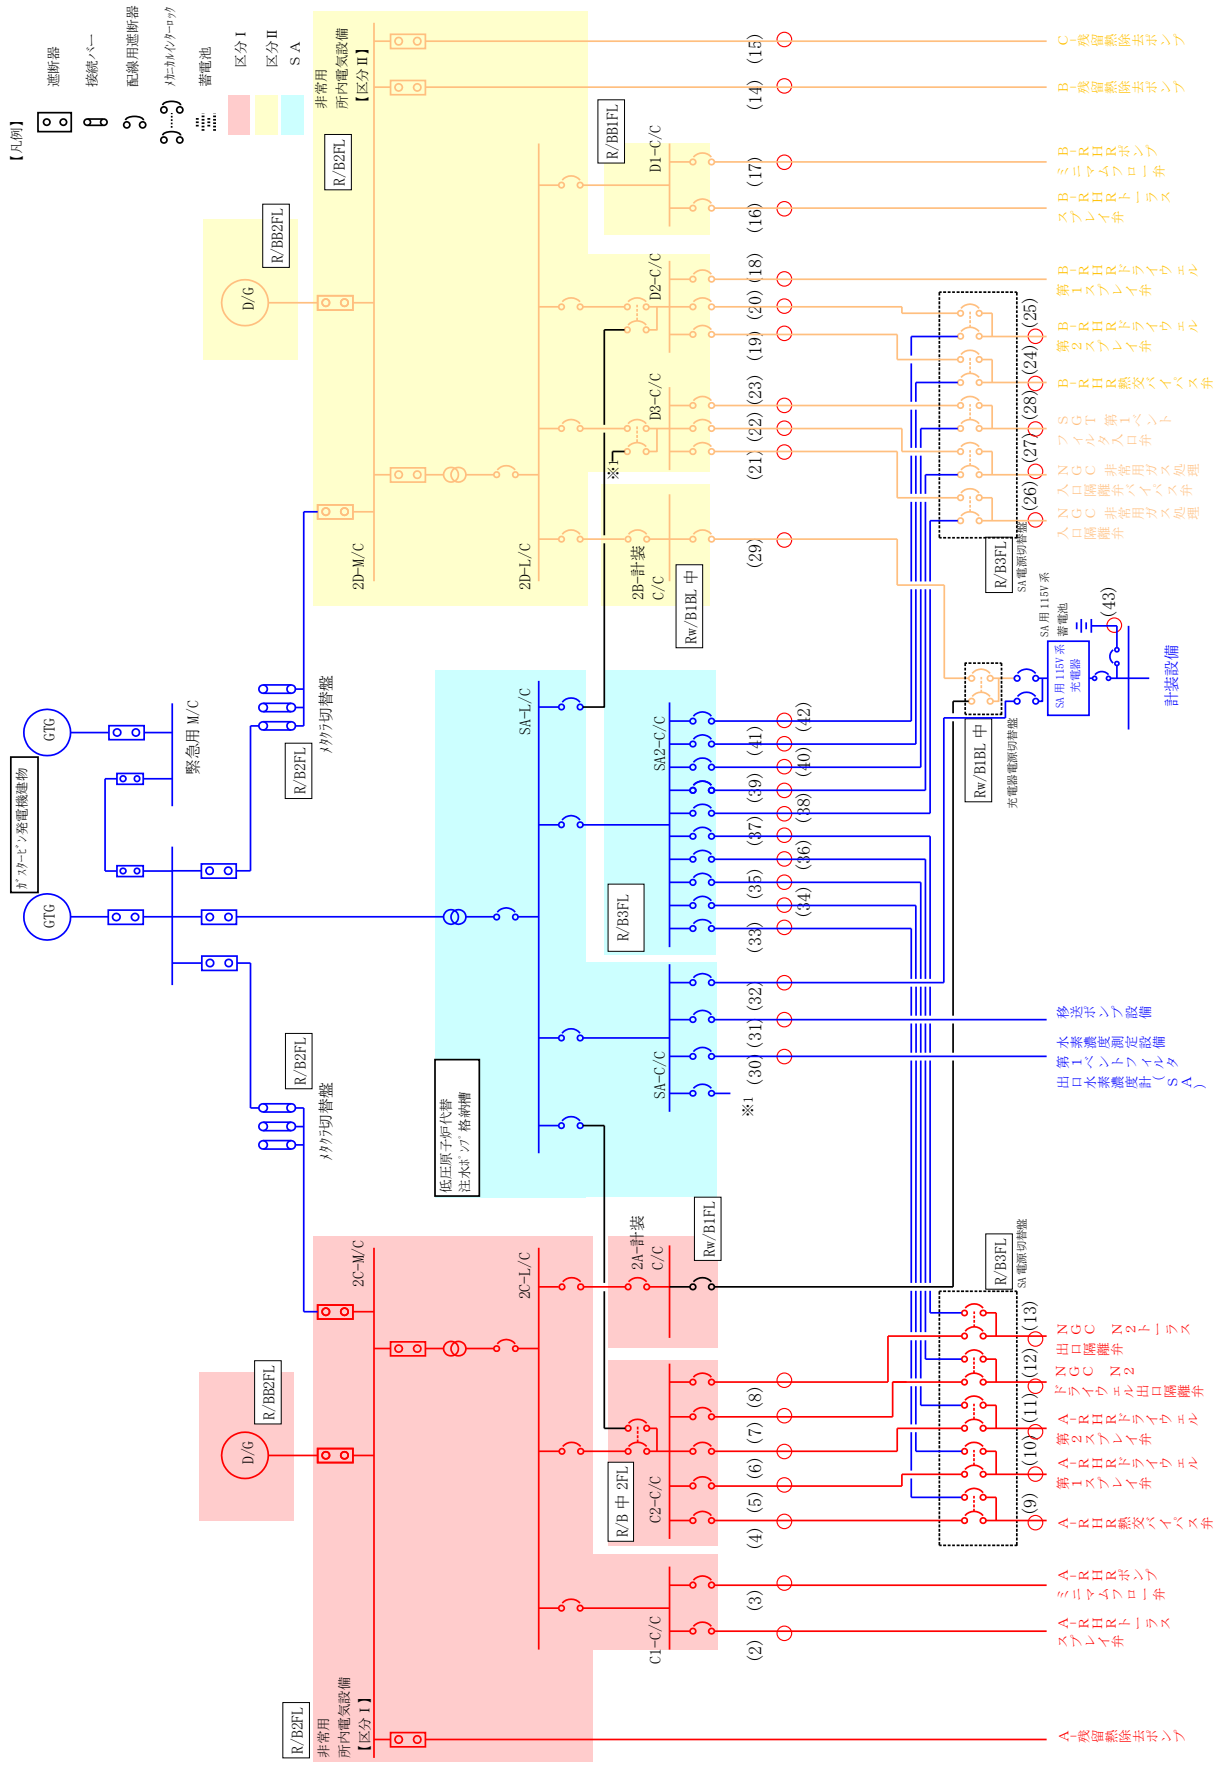 【凡例】
遮断器
接続バー
配線用遮断器
ﾒｶﾆｶﾙｲﾝﾀｰﾛｯｸ
蓄電池
区分Ⅰ
区分Ⅱ
ＳＡ
ｶﾞｽﾀｰﾋﾞﾝ発電機建物
GTG
GTG
緊急用 M/C
R/B2FL
ﾒﾀｸﾗ切替盤
R/B2FL
ﾒﾀｸﾗ切替盤
R/B2FL
非常用
所内電気設備
【区分Ⅰ】
R/BB2FL
D/G
2C-M/C
2C-L/C
C1-C/C
R/B 中 2FL
C2-C/C
2A-計装
C/C
Rw/B1FL
低圧原子炉代替
注水ﾎﾟﾝﾌﾟ格納槽
SA-L/C
SA-C/C
※1
R/B3FL
SA2-C/C
非常用
所内電気設備
【区分Ⅱ】
R/B2FL
R/BB2FL
D/G
2D-M/C
2D-L/C
2B-計装
C/C
Rw/B1BL 中
※1
D3-C/C
D2-C/C
D1-C/C
R/BB1FL
(2)
(3)
(4)
(5)
(6)
(7)
(8)
(9)
(10)
(11)
(12)
(13)
(14)
(15)
(16)
(17)
(18)
(19)
(20)
(21)
(22)
(23)
(24)
(25)
(26)
(27)
(28)
(29)
(30)
(31)
(32)
(33)
(34)
(35)
(36)
(37)
(38)
(39)
(40)
(41)
(42)
(43)
R/B3FL
SA電源切替盤
R/B3FL
SA電源切替盤
Rw/B1BL 中
充電器電源切替盤
SA用115V系
蓄電池
SA用115V系
充電器
計装設備
A-残留熱除去ポンプ
A-RHRトーラス
スプレイ弁
A-RHRポンプ
ミニマムフロー弁
A-RHR熱交バイパス弁
A-RHRドライウェル
第1スプレイ弁
A-RHRドライウェル
第2スプレイ弁
NGC N2
ドライウェル出口隔離弁
NGC N2トーラス
出口隔離弁
水素濃度測定設備
第1ベントフィルタ
出口水素濃度計（SA）
移送ポンプ設備
NGC 非常用ガス処理
入口隔離弁
NGC 非常用ガス処理
入口隔離弁バイパス弁
SGT 第1ベント
フィルタ入口弁
B-RHR熱交バイパス弁
B-RHRドライウェル
第2スプレイ弁
B-RHRドライウェル
第1スプレイ弁
B-RHRトーラス
スプレイ弁
B-RHRポンプ
ミニマムフロー弁
B-残留熱除去ポンプ
C-残留熱除去ポンプ